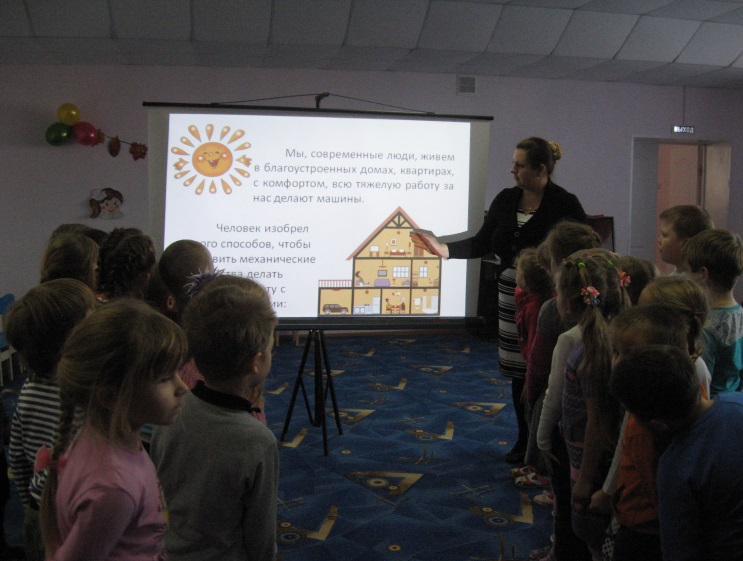 Мы, современные люди, живем
в благоустроенных домах, квартирах,
с комфортом, всю тяжелую работу за
нас делают машины.
Человек изобрел
способов, чтобы
механические
делать
с
ВЫХОД